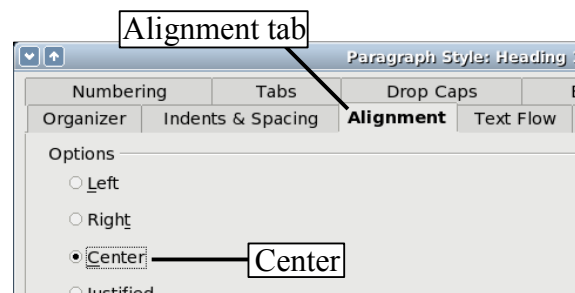 Alignment tab
Paragraph Style: Heading
Numbering Tabs Drop Caps
Organizer Indents & Spacing Alignment Text Flow
Options
Left
Right
Center Center
Justified